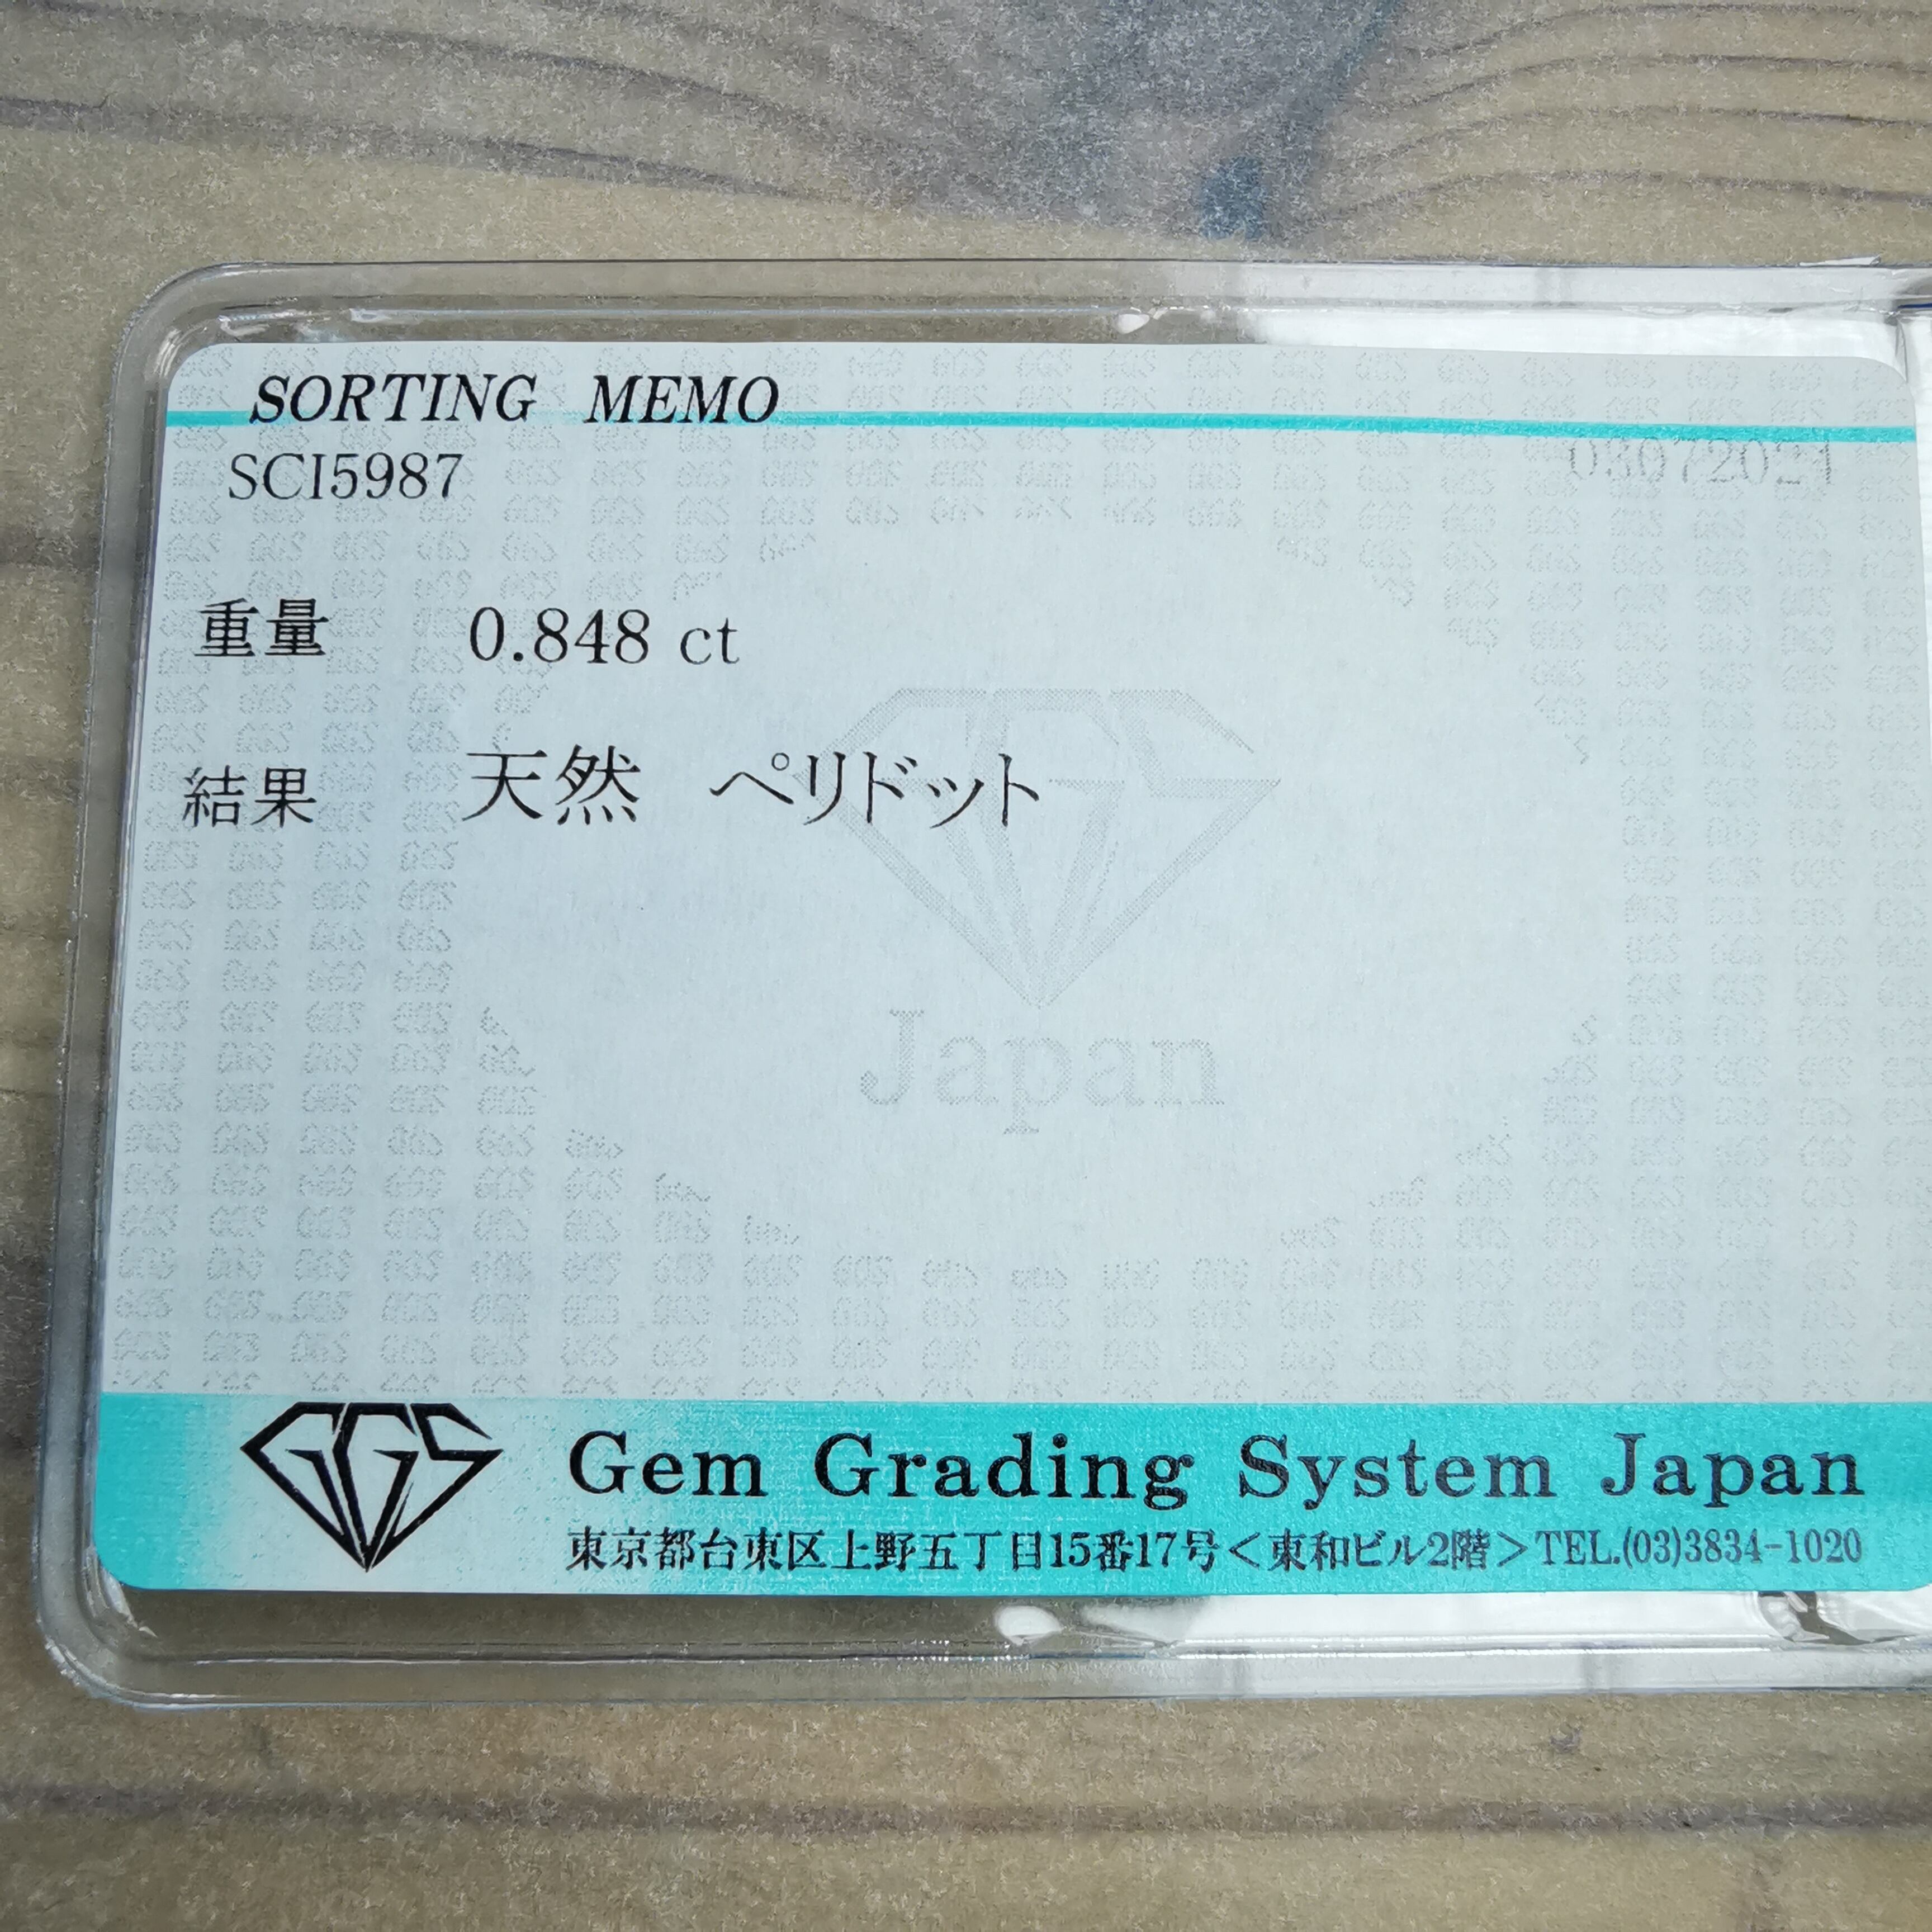 SORTING MEMO
SCI5987
03072021
重量 0.848 ct
結果 天然 ペリドット
Japan
GGS
Gem Grading System Japan
東京都台東区上野五丁目15番17号＜東和ビル2階＞TEL.(03)3834-1020